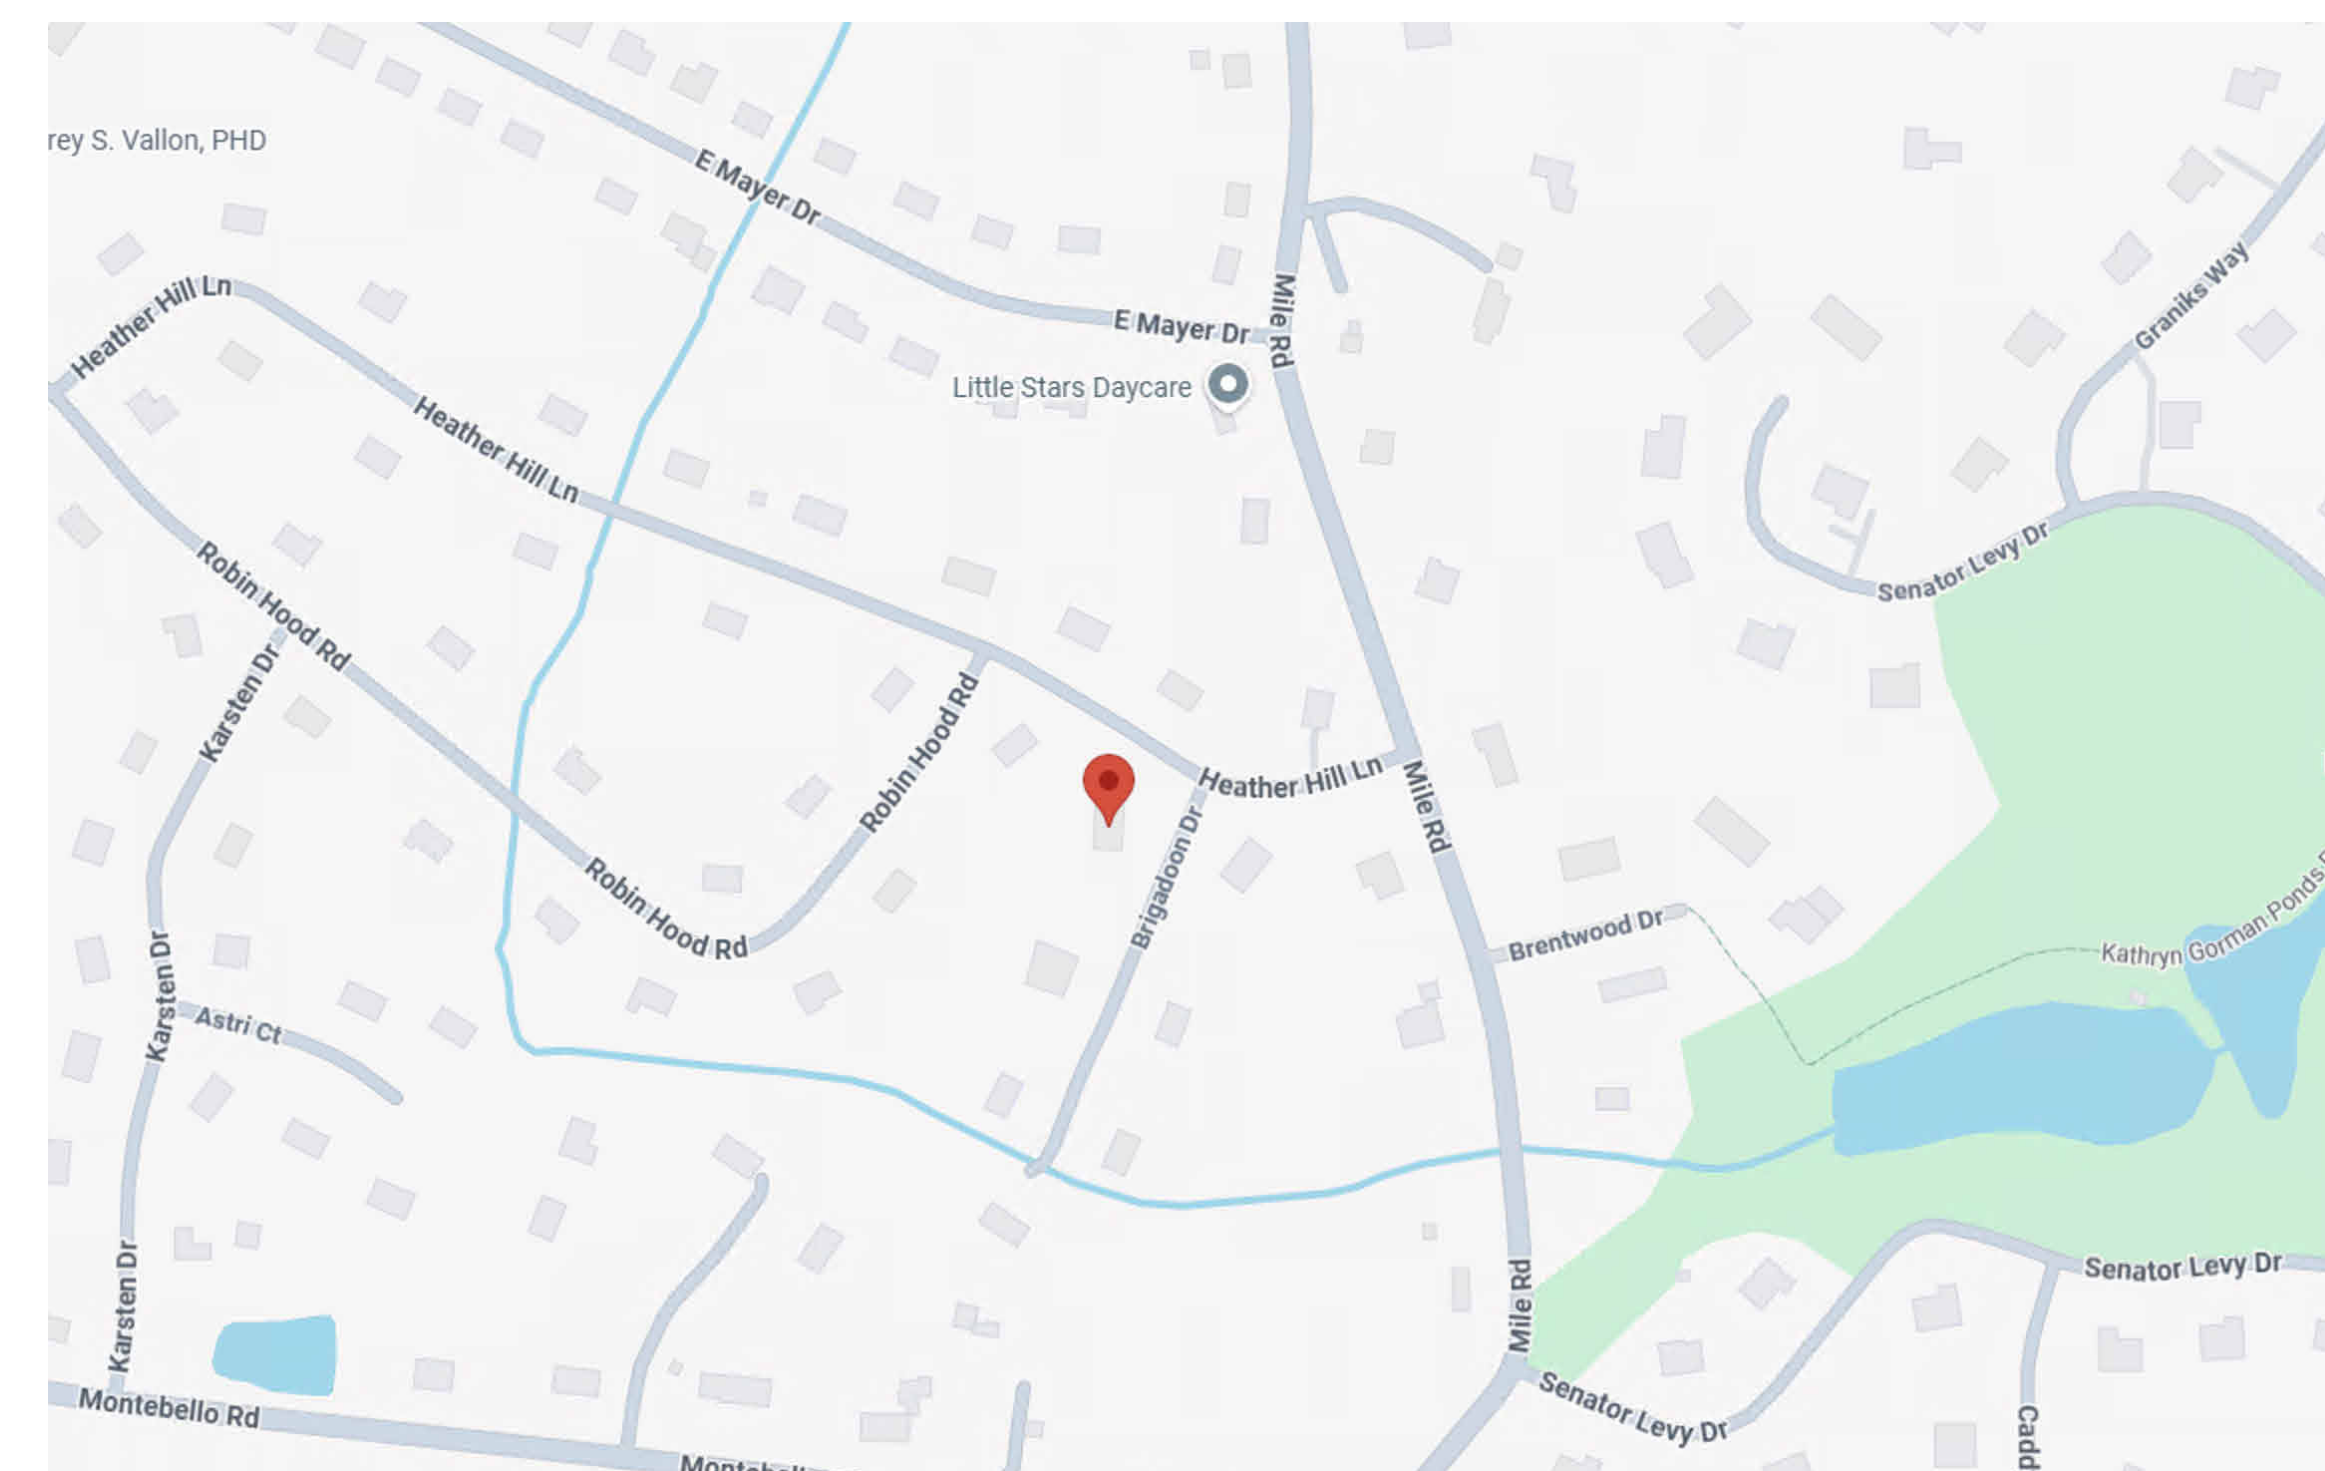 rey S. Vallon, PHD
E Mayer Dr
E Mayer Dr
Mile Rd
Little Stars Daycare
Heather Hill Ln
Heather Hill Ln
Graniks Way
Senator Levy Dr
Robin Hood Rd
Karsten Dr
Robin Hood Rd
Heather Hill Ln
Mile Rd
Brigadoon Dr
Robin Hood Rd
Brentwood Dr
Kathryn Gorman Ponds
Karsten Dr
Astri Ct
Karsten Dr
Mile Rd
Senator Levy Dr
Montebello Rd
Senator Levy Dr
Cadd